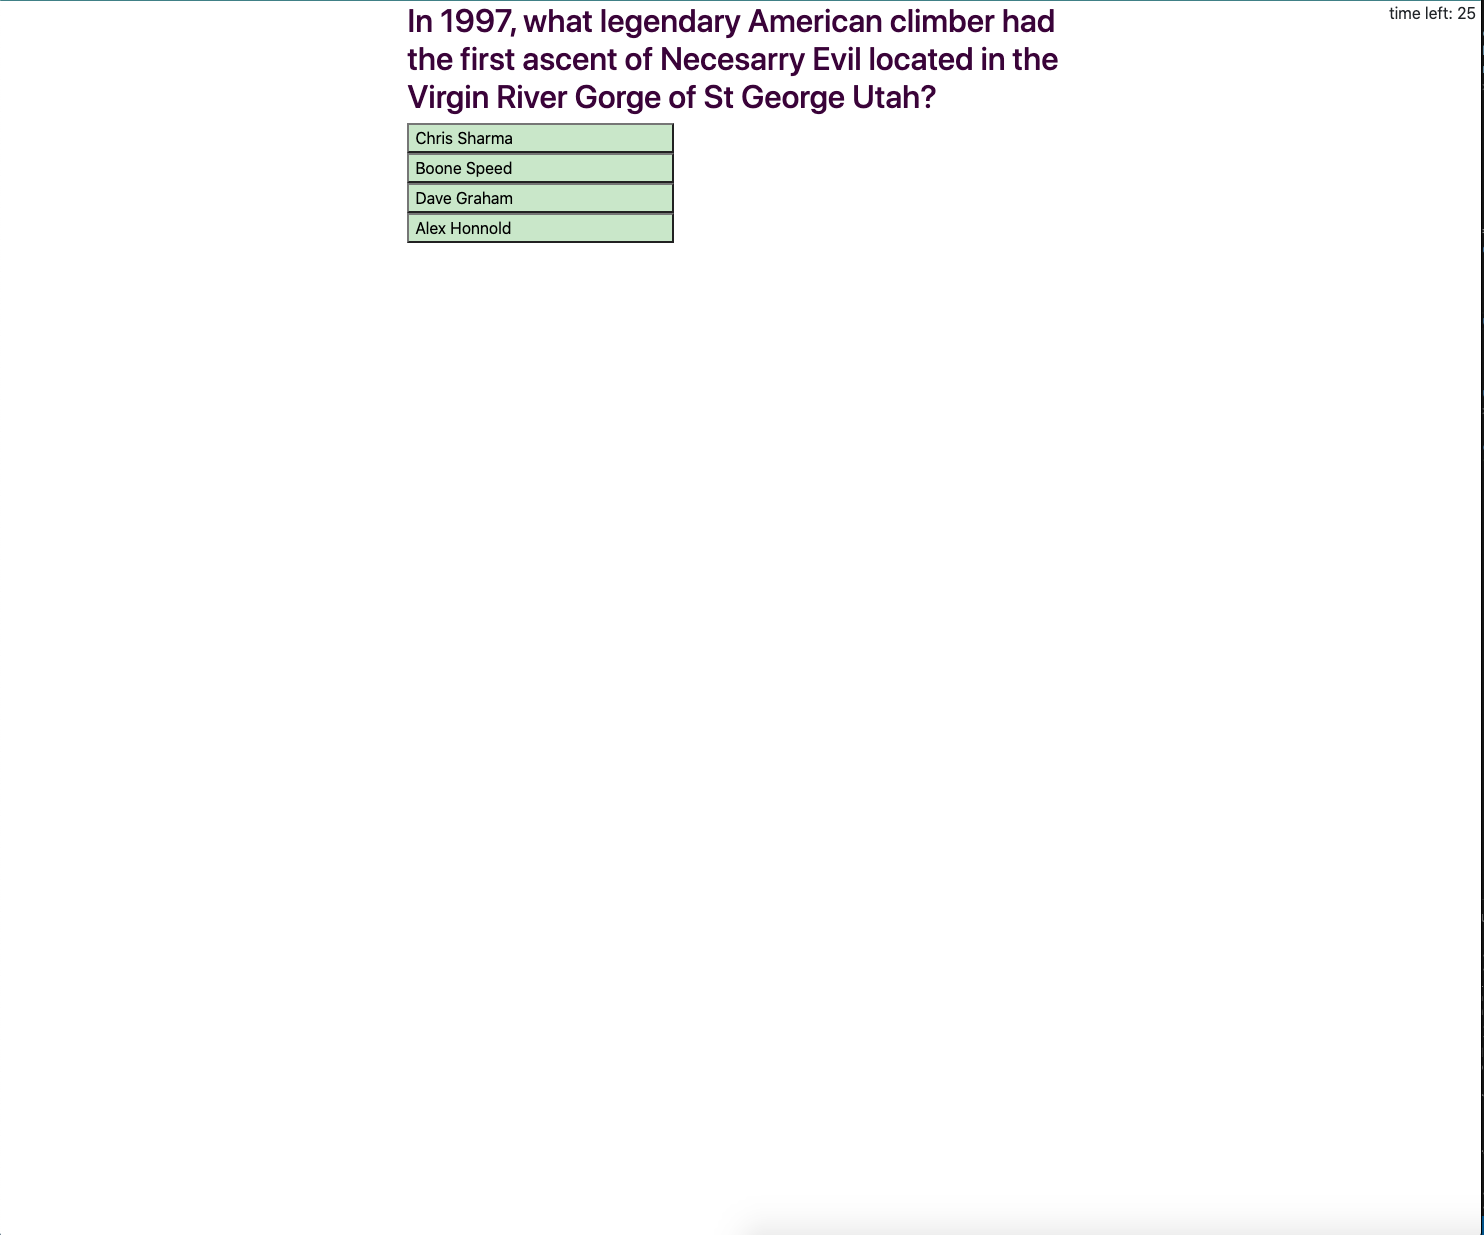 In 1997, what legendary American climber had
the first ascent of Necesarry Evil located in the
Virgin River Gorge of St George Utah?
time left: 25
Chris Sharma
Boone Speed
Dave Graham
Alex Honnold